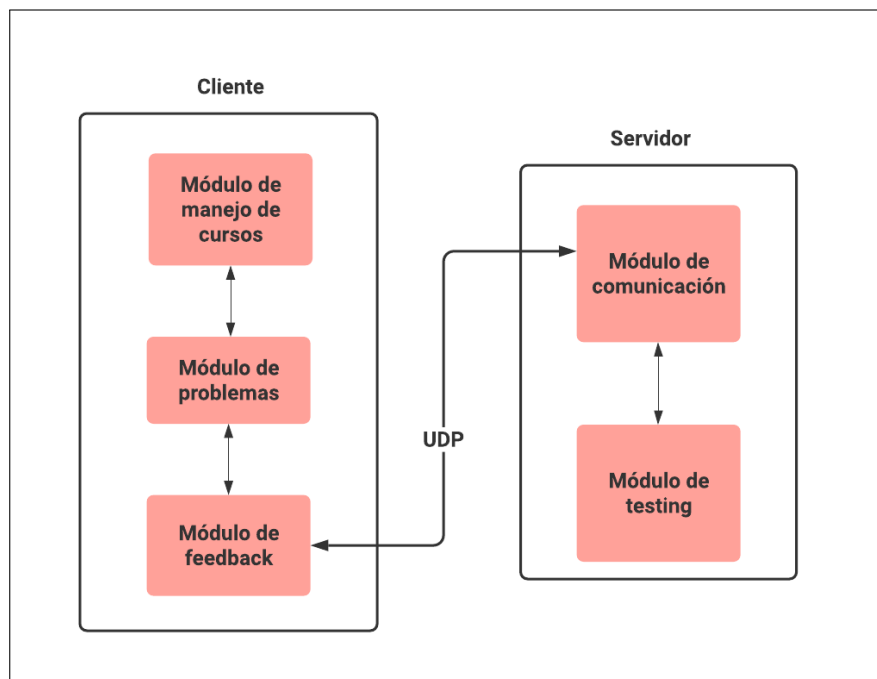 Cliente
Módulo de
manejo de
cursos
Módulo de
problemas
Módulo de
feedback
UDP
Servidor
Módulo de
comunicación
Módulo de
testing